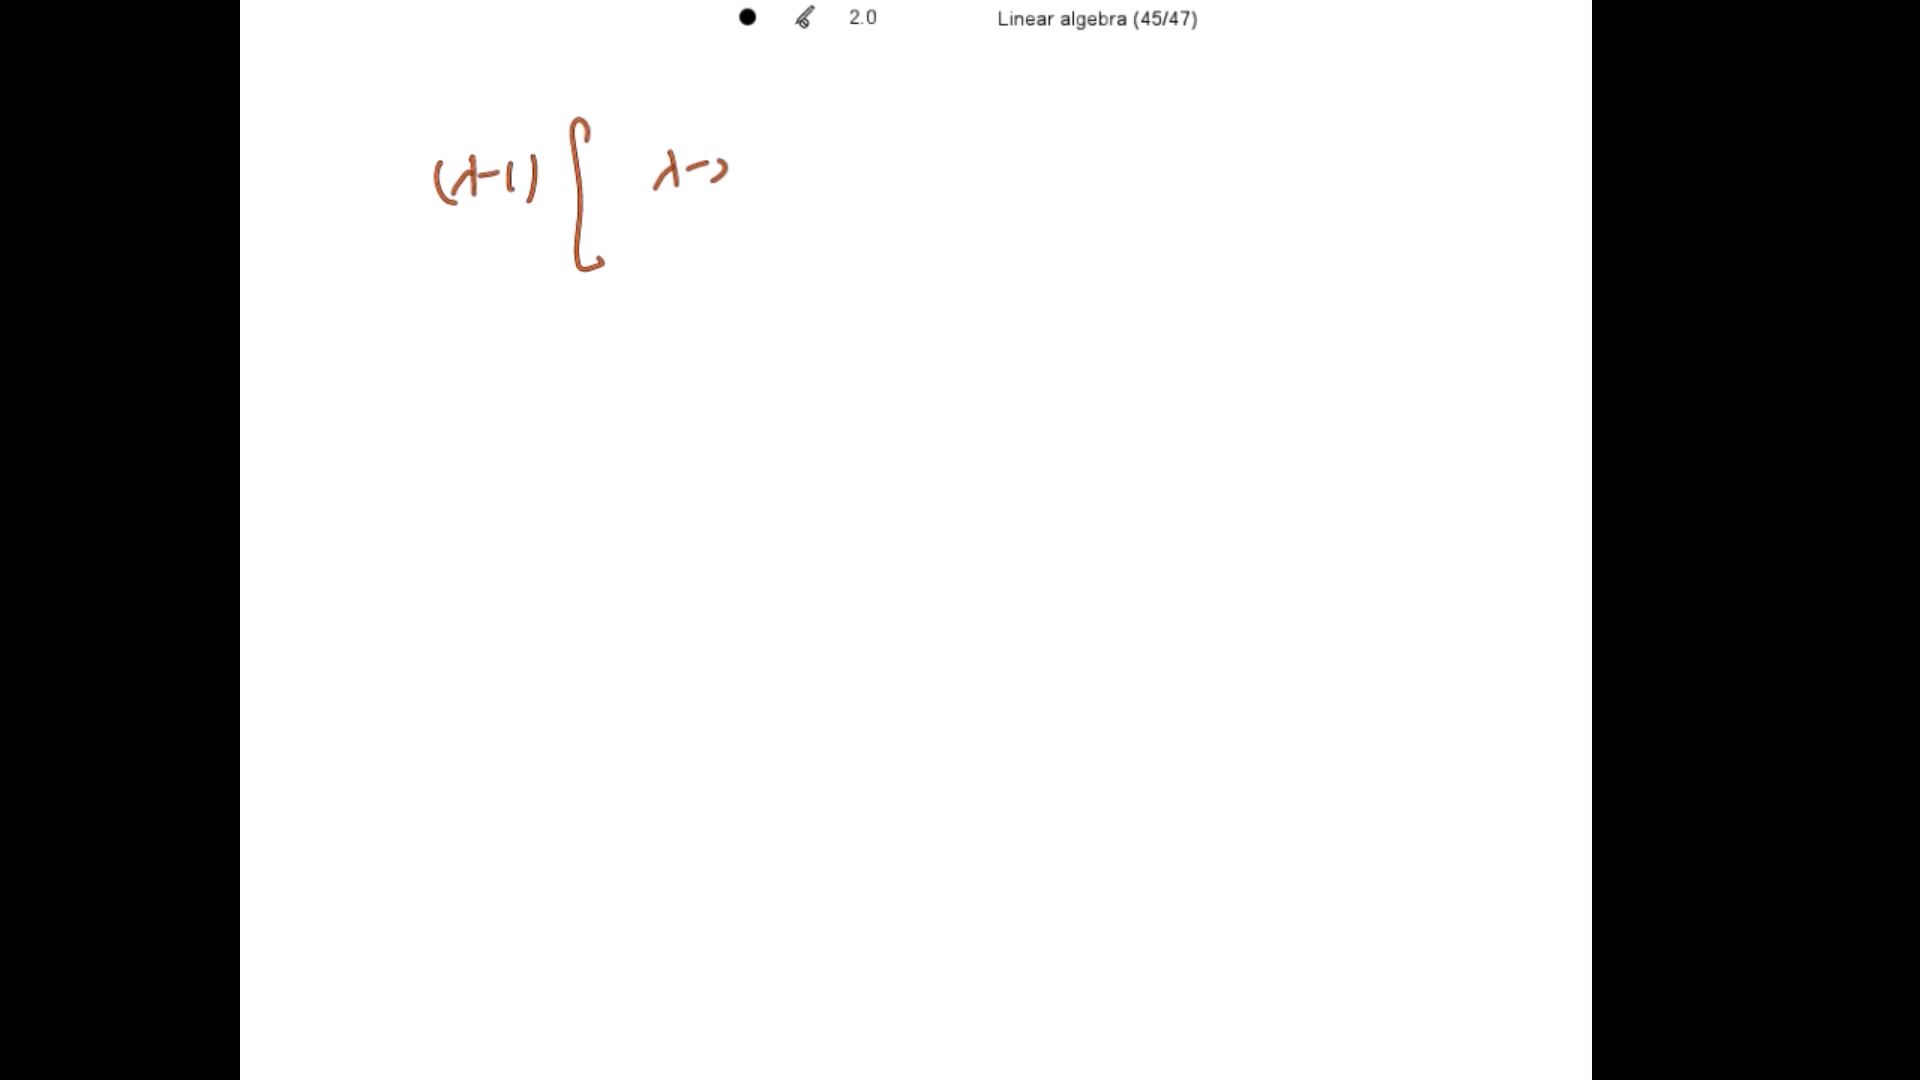 2.0 Linear algebra (45/47)
(λ-1) [ λ-